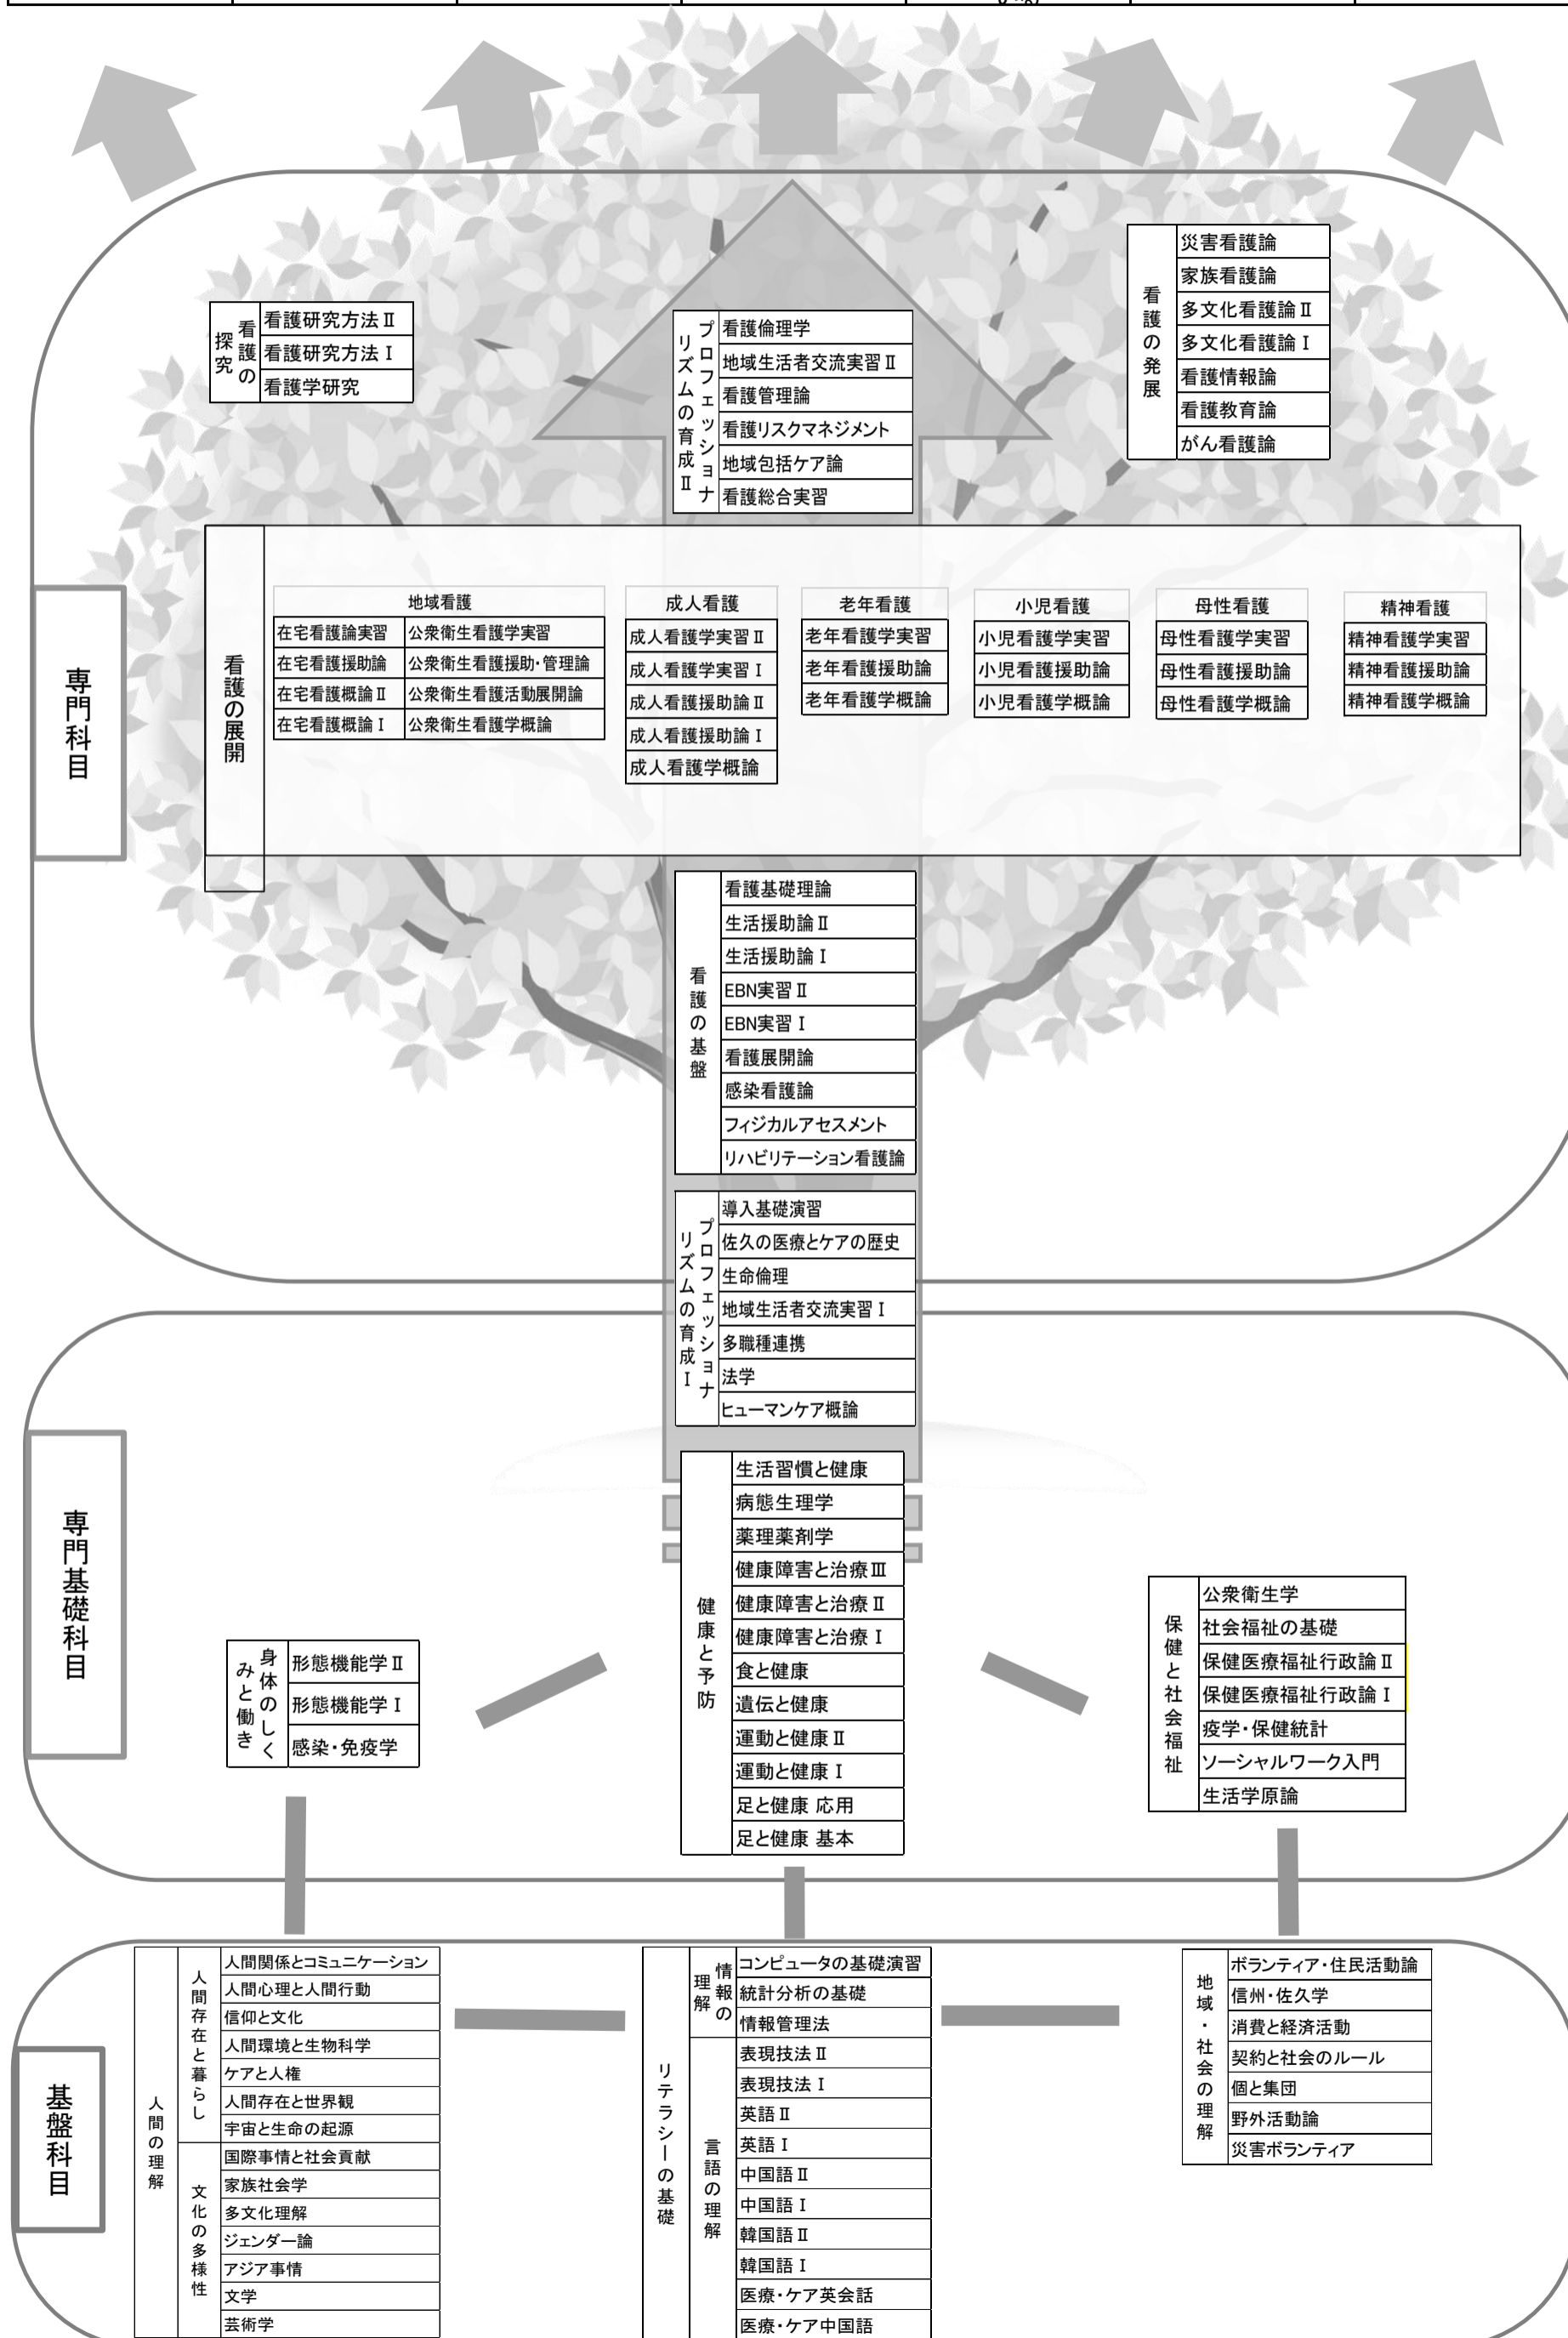 看護の探究
看護研究方法Ⅱ
看護研究方法Ⅰ
看護学研究
プロフェッショナリズムの育成Ⅱ
看護倫理学
地域生活者交流実習Ⅱ
看護管理論
看護リスクマネジメント
地域包括ケア論
看護総合実習
看護の発展
災害看護論
家族看護論
多文化看護論Ⅱ
多文化看護論Ⅰ
看護情報論
看護教育論
がん看護論
専門科目
看護の展開
地域看護
在宅看護論実習 公衆衛生看護学実習
在宅看護援助論 公衆衛生看護援助・管理論
在宅看護概論Ⅱ 公衆衛生看護活動展開論
在宅看護概論Ⅰ 公衆衛生看護学概論
成人看護
成人看護学実習Ⅱ
成人看護学実習Ⅰ
成人看護援助論Ⅱ
成人看護援助論Ⅰ
成人看護学概論
老年看護
老年看護学実習
老年看護援助論
老年看護学概論
小児看護
小児看護学実習
小児看護援助論
小児看護学概論
母性看護
母性看護学実習
母性看護援助論
母性看護学概論
精神看護
精神看護学実習
精神看護援助論
精神看護学概論
看護の基盤
看護基礎理論
生活援助論Ⅱ
生活援助論Ⅰ
EBN実習Ⅱ
EBN実習Ⅰ
看護展開論
感染看護論
フィジカルアセスメント
リハビリテーション看護論
プロフェッショナリズムの育成Ⅰ
導入基礎演習
佐久の医療とケアの歴史
生命倫理
地域生活者交流実習Ⅰ
多職種連携
法学
ヒューマンケア概論
専門基礎科目
健康と予防
生活習慣と健康
病態生理学
薬理薬剤学
健康障害と治療Ⅲ
健康障害と治療Ⅱ
健康障害と治療Ⅰ
食と健康
遺伝と健康
運動と健康Ⅱ
運動と健康Ⅰ
足と健康 応用
足と健康 基本
身体のしくみと働き
形態機能学Ⅱ
形態機能学Ⅰ
感染・免疫学
保健と社会福祉
公衆衛生学
社会福祉の基礎
保健医療福祉行政論Ⅱ
保健医療福祉行政論Ⅰ
疫学・保健統計
ソーシャルワーク入門
生活学原論
基盤科目
人間の理解
人間存在と暮らし
人間関係とコミュニケーション
人間心理と人間行動
信仰と文化
人間環境と生物科学
ケアと人権
人間存在と世界観
宇宙と生命の起源
文化の多様性
国際事情と社会貢献
家族社会学
多文化理解
ジェンダー論
アジア事情
文学
芸術学
リテラシーの基礎
情報の理解
コンピュータの基礎演習
統計分析の基礎
情報管理法
言語の理解
表現技法Ⅱ
表現技法Ⅰ
英語Ⅱ
英語Ⅰ
中国語Ⅱ
中国語Ⅰ
韓国語Ⅱ
韓国語Ⅰ
医療・ケア英会話
医療・ケア中国語
地域・社会の理解
ボランティア・住民活動論
信州・佐久学
消費と経済活動
契約と社会のルール
個と集団
野外活動論
災害ボランティア